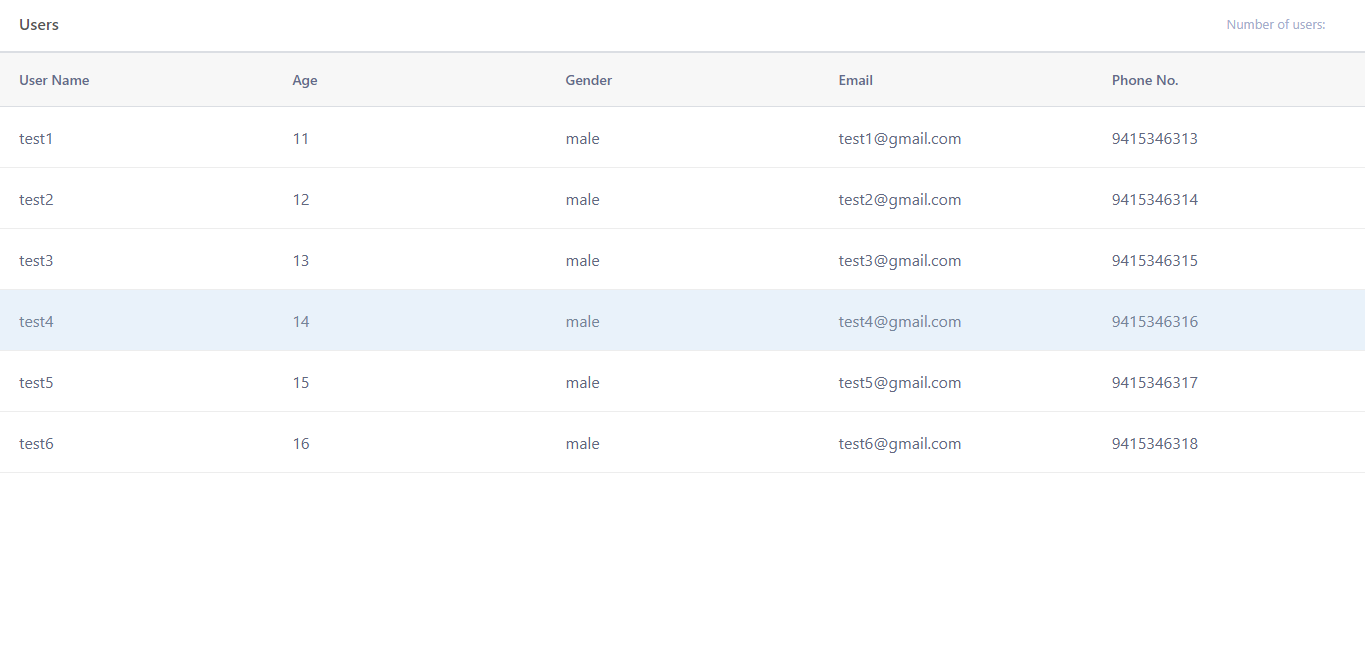 Users Number of users:
User Name Age Gender Email Phone No.
test1 11 male test1@gmail.com 9415346313
test2 12 male test2@gmail.com 9415346314
test3 13 male test3@gmail.com 9415346315
test4 14 male test4@gmail.com 9415346316
test5 15 male test5@gmail.com 9415346317
test6 16 male test6@gmail.com 9415346318